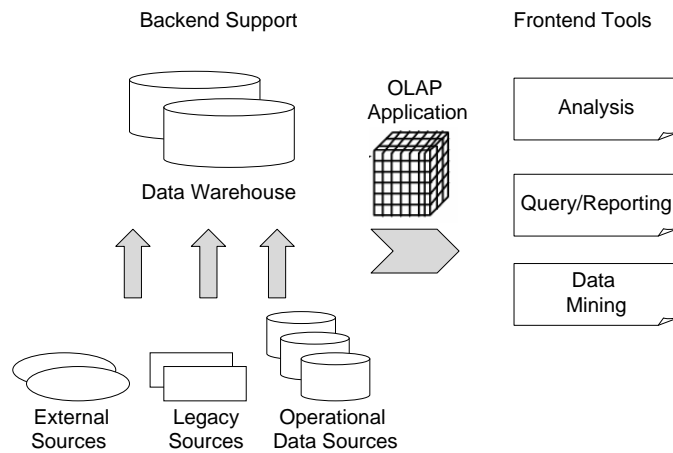 Backend Support
Frontend Tools
OLAP
Application
Analysis
Data Warehouse
Query/Reporting
Data
Mining
External
Sources
Legacy
Sources
Operational
Data Sources